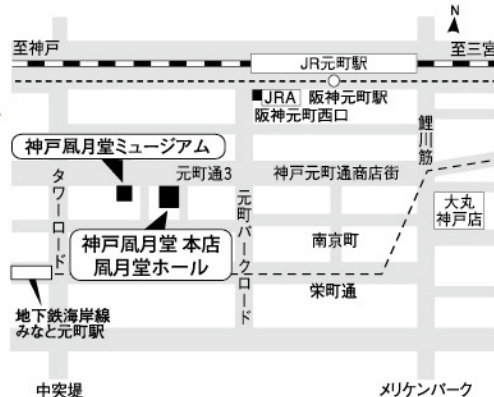 N
至神戸
JR元町駅
至三宮
JRA
阪神元町駅
阪神元町西口
鯉川筋
神戸凮月堂ミュージアム
元町通3
神戸元町通商店街
タワーロード
元町パークロード
大丸
神戸店
神戸凮月堂 本店
凮月堂ホール
南京町
栄町通
地下鉄海岸線
みなと元町駅
中突堤
メリケンパーク